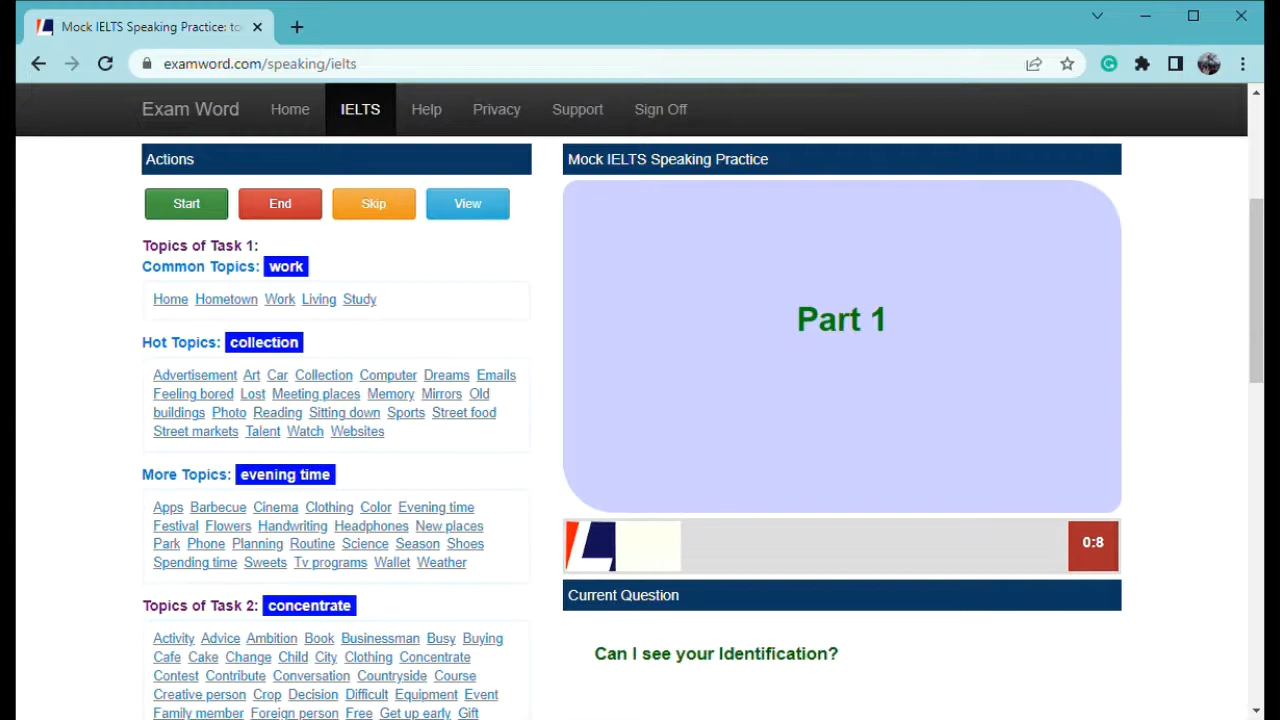 Mock IELTS Speaking Practice: to
examword.com/speaking/ielts
Exam Word Home IELTS Help Privacy Support Sign Off
Actions
Start End Skip View
Topics of Task 1:
Common Topics: work
Home Hometown Work Living Study
Hot Topics: collection
Advertisement Art Car Collection Computer Dreams Emails
Feeling bored Lost Meeting places Memory Mirrors Old
buildings Photo Reading Sitting down Sports Street food
Street markets Talent Watch Websites
More Topics: evening time
Apps Barbecue Cinema Clothing Color Evening time
Festival Flowers Handwriting Headphones New places
Park Phone Planning Routine Science Season Shoes
Spending time Sweets Tv programs Wallet Weather
Topics of Task 2: concentrate
Activity Advice Ambition Book Businessman Busy Buying
Cafe Cake Change Child City Clothing Concentrate
Contest Contribute Conversation Countryside Course
Creative person Crop Decision Difficult Equipment Event
Family member Foreign person Free Get up early Gift
Mock IELTS Speaking Practice
Part 1
0:8
Current Question
Can I see your Identification?